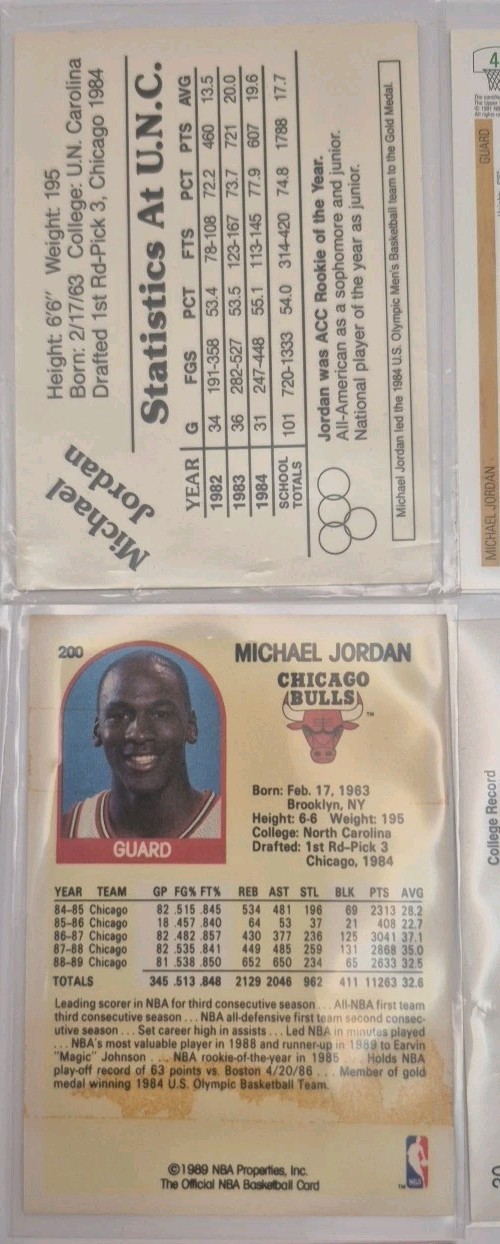 Michael
Jordan
Height: 6'6" Weight: 195
Born: 2/17/63 College: U.N. Carolina
Drafted 1st Rd-Pick 3, Chicago 1984
Statistics At U.N.C.
YEAR G FGS PCT FTS PCT PTS AVG
1982 34 191-358 53.4 78-108 72.2 460 13.5
1983 36 282-527 53.5 123-167 73.7 721 20.0
1984 31 247-448 55.1 113-145 77.9 607 19.6
SCHOOL
TOTALS 101 720-1333 54.0 314-420 74.8 1788 17.7
Jordan was ACC Rookie of the Year.
All-American as a sophomore and junior.
National player of the year as junior.
Michael Jordan led the 1984 U.S. Olympic Men's Basketball team to the Gold Medal.
MICHAEL JORDAN - GUARD
200
MICHAEL JORDAN
CHICAGO
BULLS
TM
GUARD
Born: Feb. 17, 1963
Brooklyn, NY
Height: 6-6 Weight: 195
College: North Carolina
Drafted: 1st Rd-Pick 3
Chicago, 1984
YEAR TEAM GP FG% FT% REB AST STL BLK PTS AVG
84-85 Chicago 82 .515 .845 534 481 196 69 2313 28.2
85-86 Chicago 18 .457 .840 64 53 37 21 408 22.7
86-87 Chicago 82 .482 .857 430 377 236 125 3041 37.1
87-88 Chicago 82 .535 .841 449 485 259 131 2868 35.0
88-89 Chicago 81 .538 .850 652 650 234 65 2633 32.5
TOTALS 345 .513 .848 2129 2046 962 411 11263 32.6
Leading scorer in NBA for third consecutive season . . . All-NBA first team
third consecutive season . . . NBA all-defensive first team second consec-
utive season . . . Set career high in assists . . . Led NBA in minutes played
. . . NBA's most valuable player in 1988 and runner-up in 1989 to Earvin
"Magic" Johnson . . . NBA rookie-of-the-year in 1985 . . . Holds NBA
play-off record of 63 points vs. Boston 4/20/86 . . . Member of gold
medal winning 1984 U.S. Olympic Basketball Team.
©1989 NBA Properties, Inc.
The Official NBA Basketball Card
TM
NBA
College Record